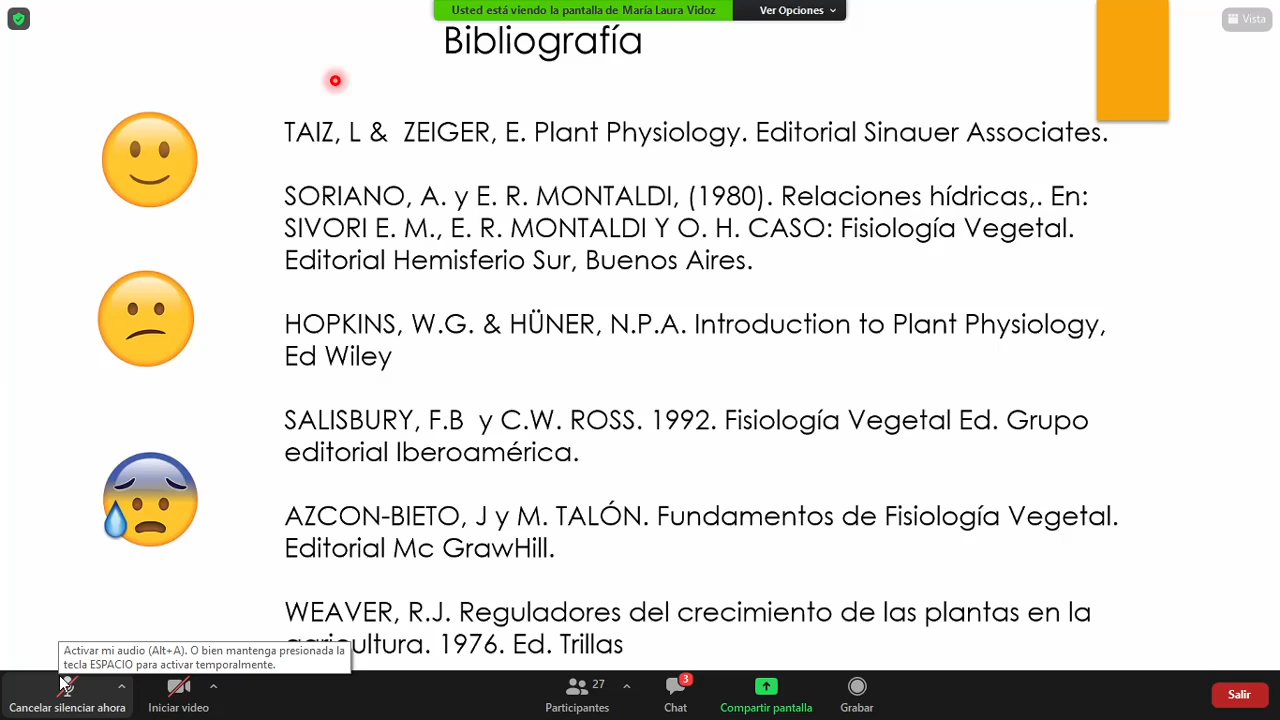 Usted está viendo la pantalla de María Laura Vidoz
Ver Opciones
Vista
Bibliografía
TAIZ, L & ZEIGER, E. Plant Physiology. Editorial Sinauer Associates.
SORIANO, A. y E. R. MONTALDI, (1980). Relaciones hídricas,. En:
SIVORI E. M., E. R. MONTALDI Y O. H. CASO: Fisiología Vegetal.
Editorial Hemisferio Sur, Buenos Aires.
HOPKINS, W.G. & HÜNER, N.P.A. Introduction to Plant Physiology,
Ed Wiley
SALISBURY, F.B y C.W. ROSS. 1992. Fisiología Vegetal Ed. Grupo
editorial Iberoamérica.
AZCON-BIETO, J y M. TALÓN. Fundamentos de Fisiología Vegetal.
Editorial Mc GrawHill.
WEAVER, R.J. Reguladores del crecimiento de las plantas en la
agricultura. 1976. Ed. Trillas
Activar mi audio (Alt+A). O bien mantenga presionada la
tecla ESPACIO para activar temporalmente.
Cancelar silenciar ahora
Iniciar video
27
Participantes
3
Chat
Compartir pantalla
Grabar
Salir